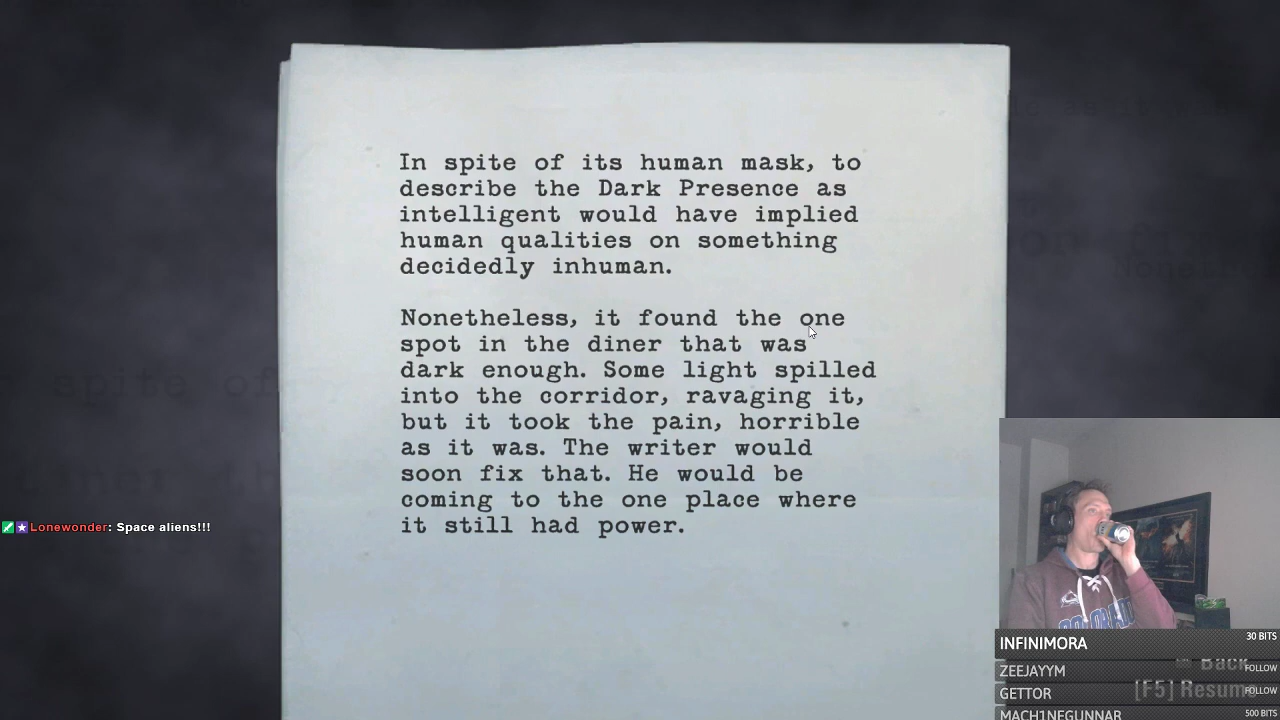 In spite of its human mask, to
describe the Dark Presence as
intelligent would have implied
human qualities on something
decidedly inhuman.
Nonetheless, it found the one
spot in the diner that was
dark enough. Some light spilled
into the corridor, ravaging it,
but it took the pain, horrible
as it was. The writer would
soon fix that. He would be
coming to the one place where
it still had power.
Lonewonder: Space aliens!!!
INFINIMORA 30 BITS
ZEEJAYYM FOLLOW
GETTOR FOLLOW
MACH1NEGUNNAR 500 BITS
Back
[F5] Resume